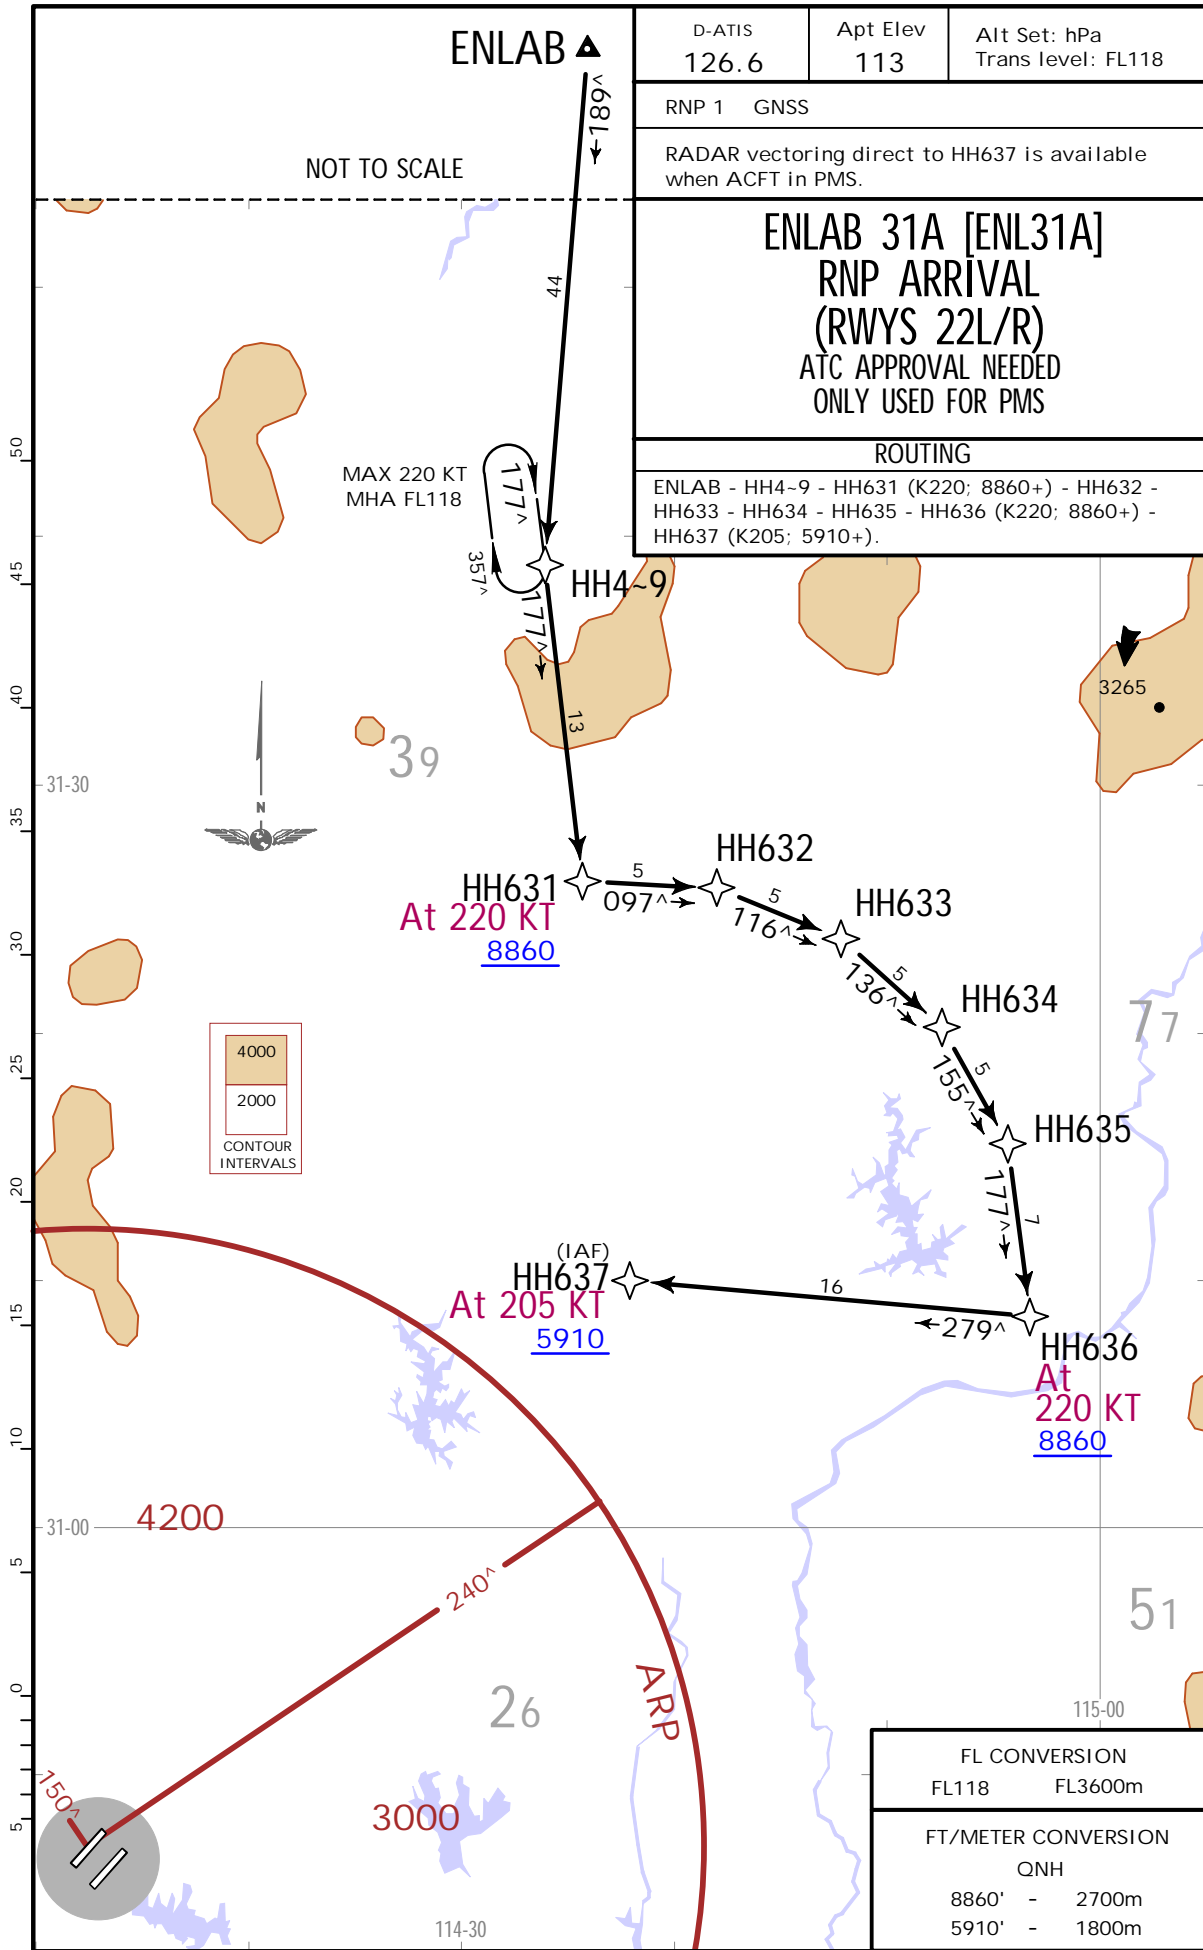 ENLAB
D-ATIS
126.6
Apt Elev
113
Alt Set: hPa
Trans level: FL118
RNP 1 GNSS
RADAR vectoring direct to HH637 is available
when ACFT in PMS.
ENLAB 31A [ENL31A]
RNP ARRIVAL
(RWYS 22L/R)
ATC APPROVAL NEEDED
ONLY USED FOR PMS
ROUTING
ENLAB - HH4~9 - HH631 (K220; 8860+) - HH632 -
HH633 - HH634 - HH635 - HH636 (K220; 8860+) -
HH637 (K205; 5910+).
189^
NOT TO SCALE
44
MAX 220 KT
MHA FL118
177^
357^
HH4~9
177^
13
3265
39
31-30
N
HH631
At 220 KT
8860
5
097^
HH632
5
116^
HH633
5
136^
HH634
5
155^
HH635
177^
7
77
4000
2000
CONTOUR
INTERVALS
(IAF)
HH637
At 205 KT
5910
16
279^
HH636
At
220 KT
8860
4200
31-00
240^
ARP
51
26
115-00
150^
3000
114-30
50
45
40
35
30
25
20
15
10
5
0
5
FL CONVERSION
FL118 FL3600m
FT/METER CONVERSION
QNH
8860' - 2700m
5910' - 1800m